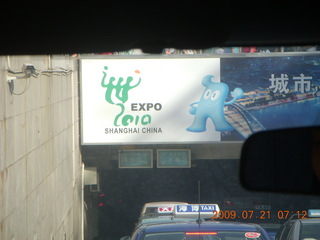 EXPO
2010
SHANGHAI CHINA
城市
TAXI
2009.07.21 07:12